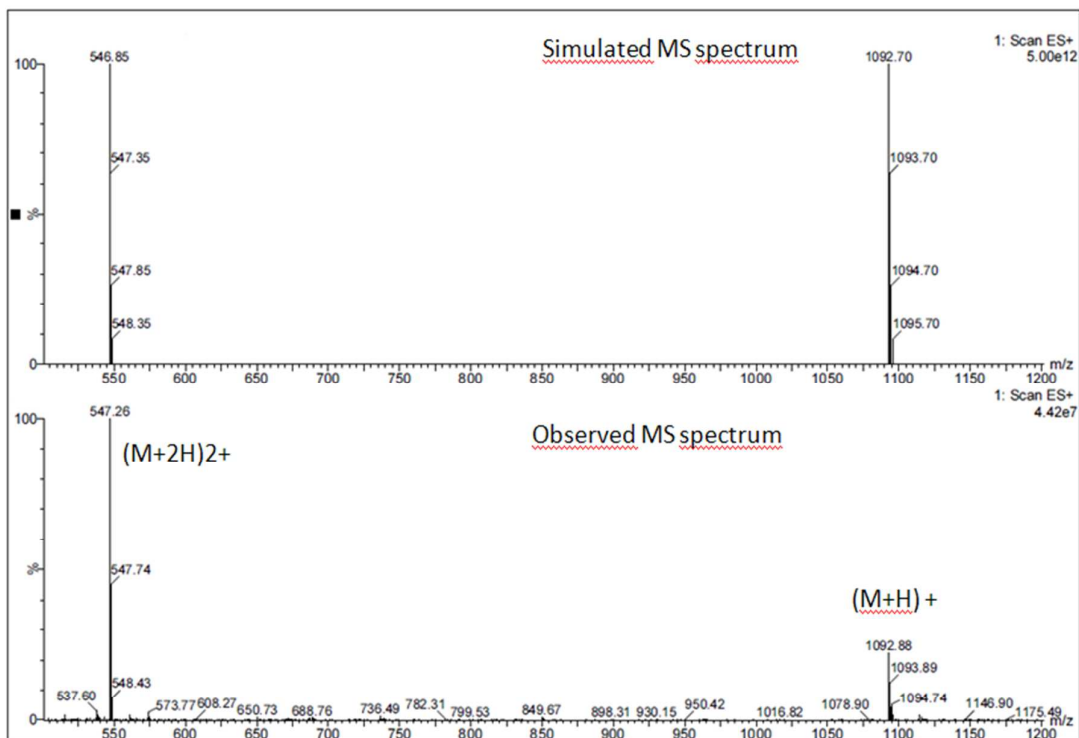 1: Scan ES+
5.00e12
Simulated MS spectrum
100
546.85
1092.70
547.35
1093.70
%
547.85
1094.70
548.35
1095.70
0
m/z
550 600 650 700 750 800 850 900 950 1000 1050 1100 1150 1200
1: Scan ES+
4.42e7
100
547.26
Observed MS spectrum
(M+2H)2+
%
547.74
(M+H) +
1092.88
1093.89
548.43
537.60 573.77 608.27 650.73 688.76 736.49 782.31 799.53 849.67 898.31 930.15 950.42 1016.82 1078.90 1094.74 1146.90 1175.49
0
m/z
550 600 650 700 750 800 850 900 950 1000 1050 1100 1150 1200